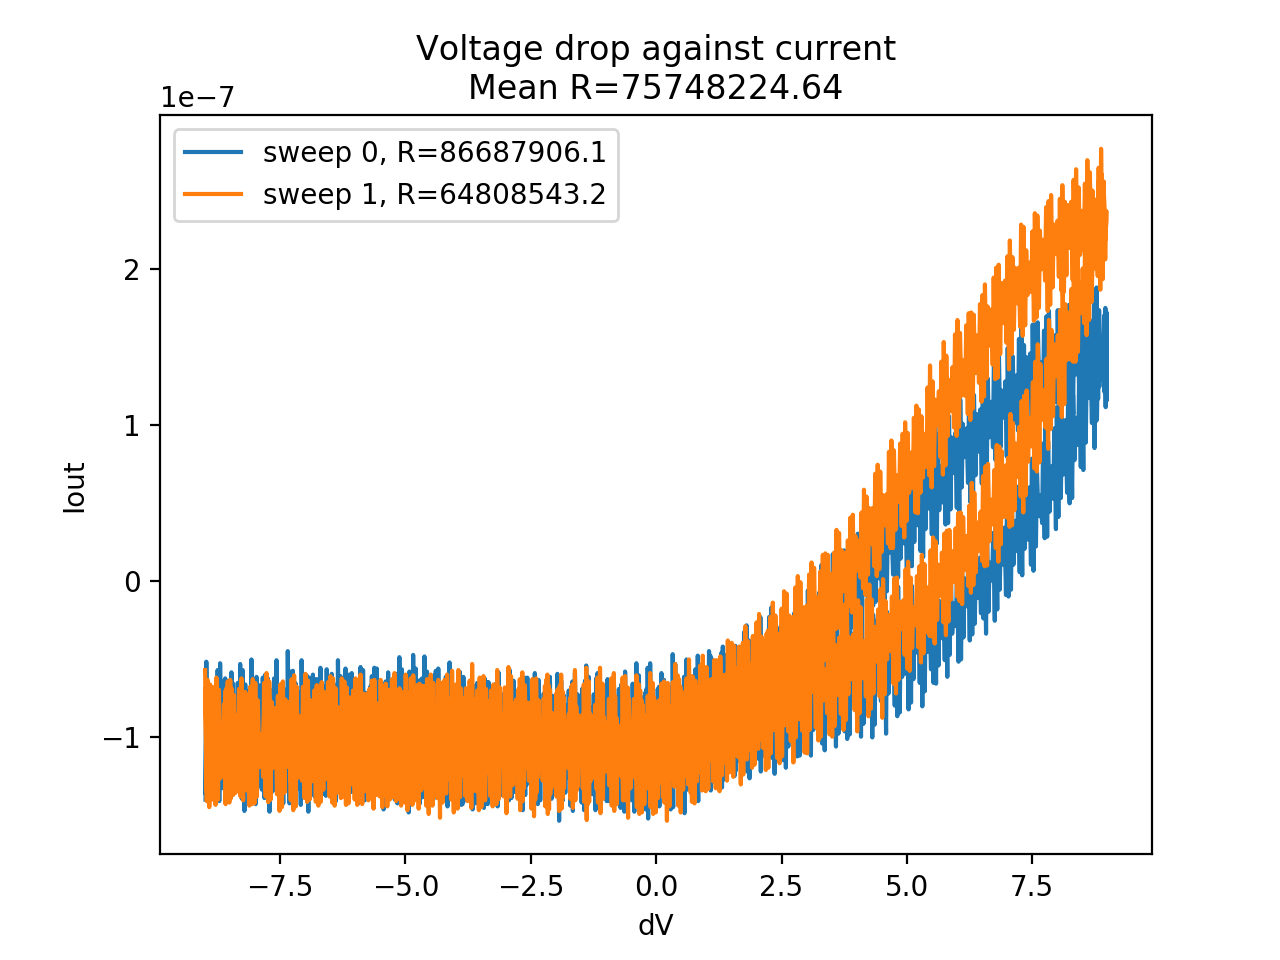 Voltage drop against current
Mean R=75748224.64
1e−7
sweep 0, R=86687906.1
sweep 1, R=64808543.2
2
1
0
−1
Iout
−7.5 −5.0 −2.5 0.0 2.5 5.0 7.5
dV